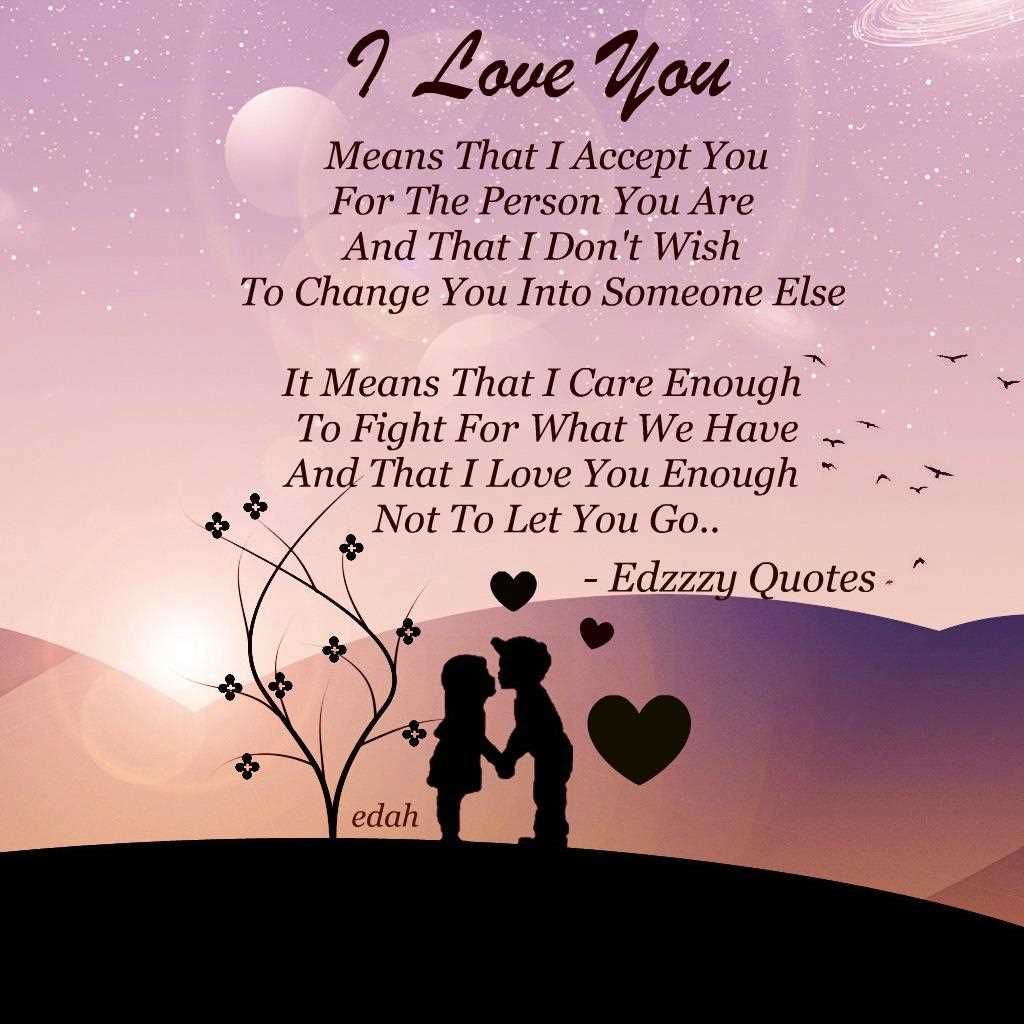 I Love You
Means That I Accept You
For The Person You Are
And That I Don't Wish
To Change You Into Someone Else
It Means That I Care Enough
To Fight For What We Have
And That I Love You Enough
Not To Let You Go..
- Edzzzy Quotes
edah